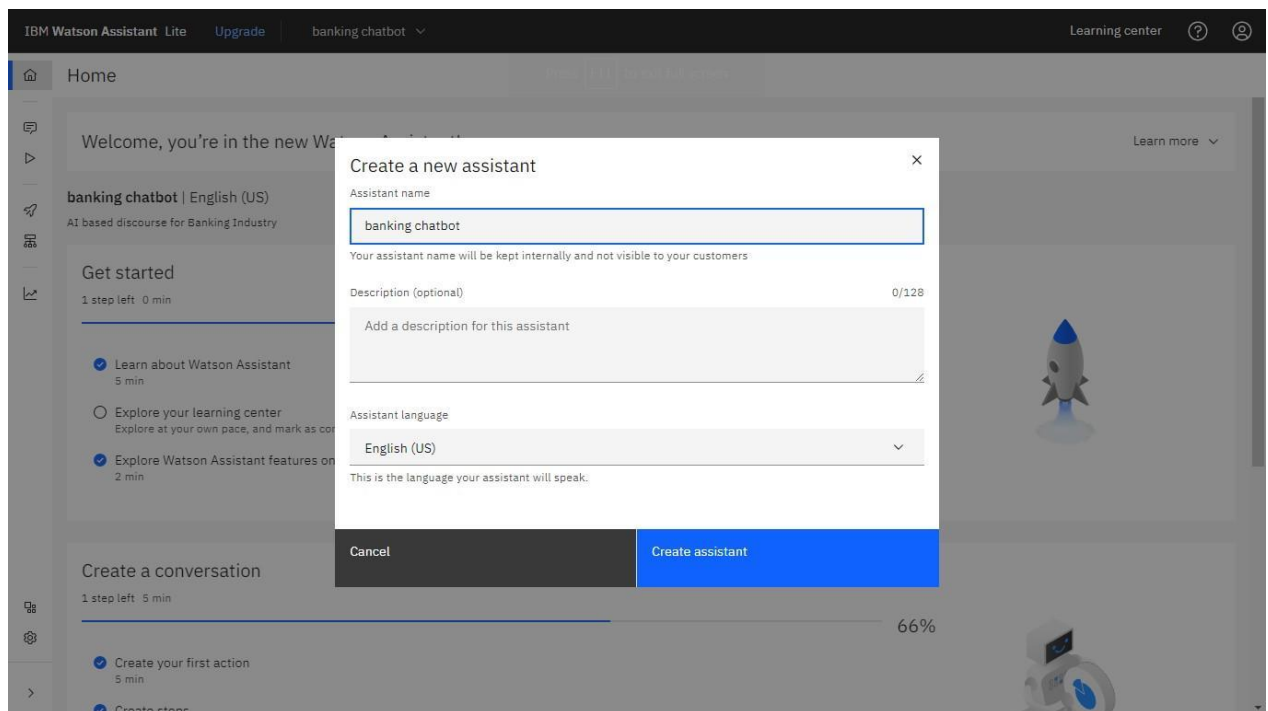 IBM Watson Assistant Lite Upgrade banking chatbot Learning center
Home
Welcome, you're in the new Wa
Learn more
banking chatbot | English (US)
AI based discourse for Banking Industry
Get started
1 step left 0 min
Learn about Watson Assistant
5 min
Explore your learning center
Explore at your own pace, and mark as co
Explore Watson Assistant features on
2 min
Create a new assistant
Assistant name
banking chatbot
Your assistant name will be kept internally and not visible to your customers
Description (optional) 0/128
Add a description for this assistant
Assistant language
English (US)
This is the language your assistant will speak.
Cancel Create assistant
Create a conversation
1 step left 5 min
66%
Create your first action
5 min
Create steps